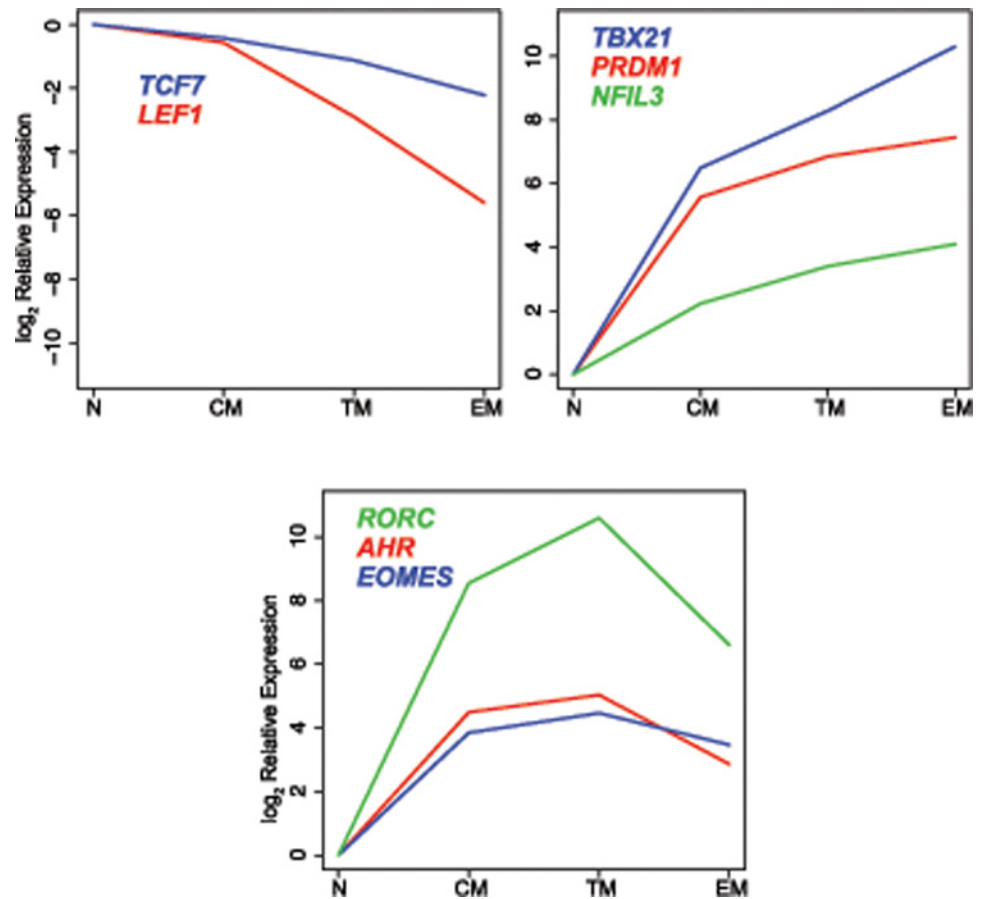 TCF7
LEF1
log2 Relative Expression
0
−2
−4
−6
−8
−10
N CM TM EM
TBX21
PRDM1
NFIL3
10
8
6
4
2
0
N CM TM EM
RORC
AHR
EOMES
log2 Relative Expression
10
8
6
4
2
0
N CM TM EM